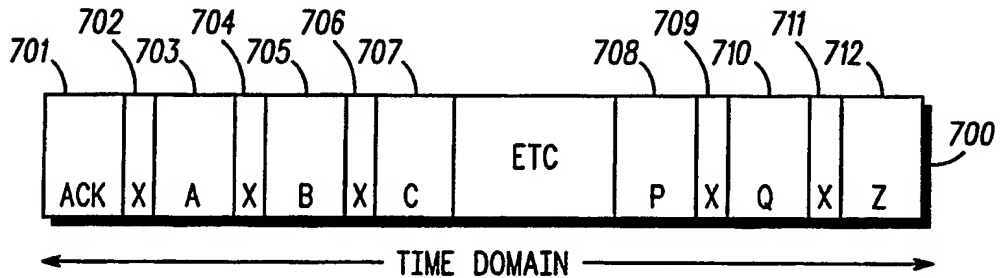 701 702 703 704 705 706 707 708 709 710 711 712
700
ETC
ACK X A X B X C P X Q X Z
TIME DOMAIN